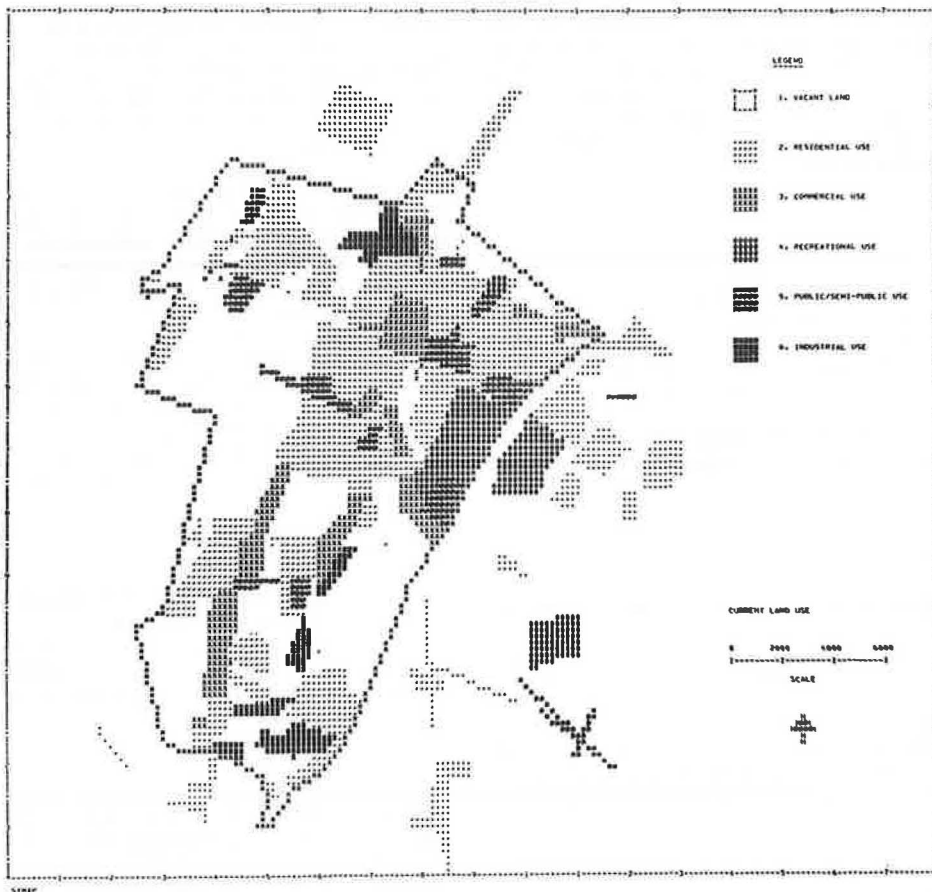 LEGEND
1. VACANT LAND
2. RESIDENTIAL USE
3. COMMERCIAL USE
4. RECREATIONAL USE
5. PUBLIC/SEMI-PUBLIC USE
6. INDUSTRIAL USE
CURRENT LAND USE
0 2000 6000
SCALE
N
N
N